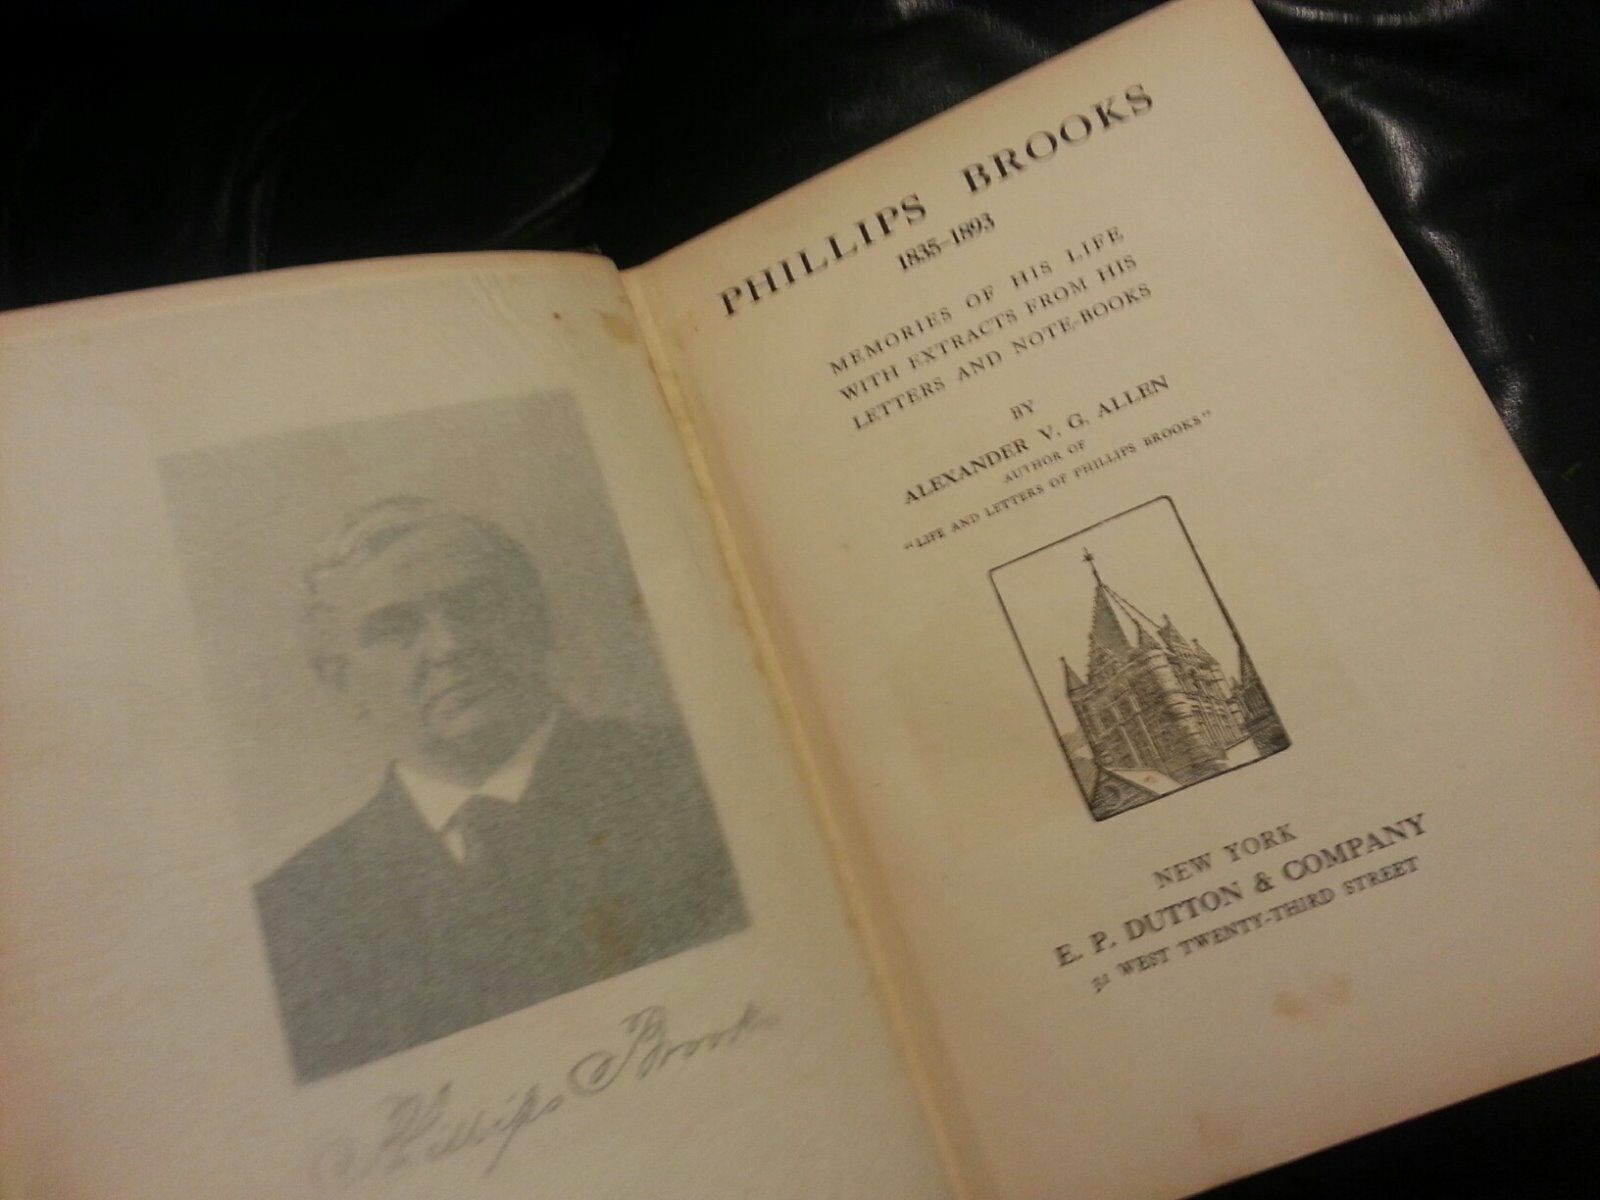 Phillips Brooks
PHILLIPS BROOKS
1835-1893
MEMORIES OF HIS LIFE
WITH EXTRACTS FROM HIS
LETTERS AND NOTE-BOOKS
BY
ALEXANDER V. G. ALLEN
AUTHOR OF
"LIFE AND LETTERS OF PHILLIPS BROOKS"
NEW YORK
E. P. DUTTON & COMPANY
31 WEST TWENTY-THIRD STREET